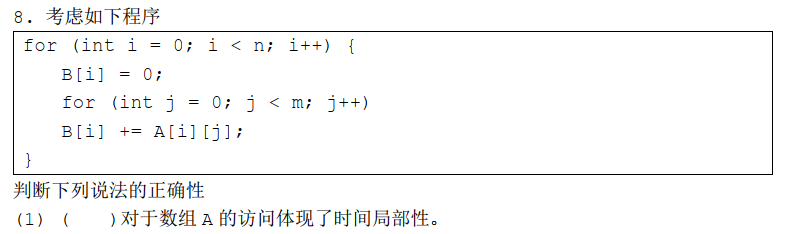 8. 考虑如下程序
for (int i = 0; i < n; i++) {
B[i] = 0;
for (int j = 0; j < m; j++)
B[i] += A[i][j];
}
判断下列说法的正确性
(1) (   )对于数组 A 的访问体现了时间局部性。